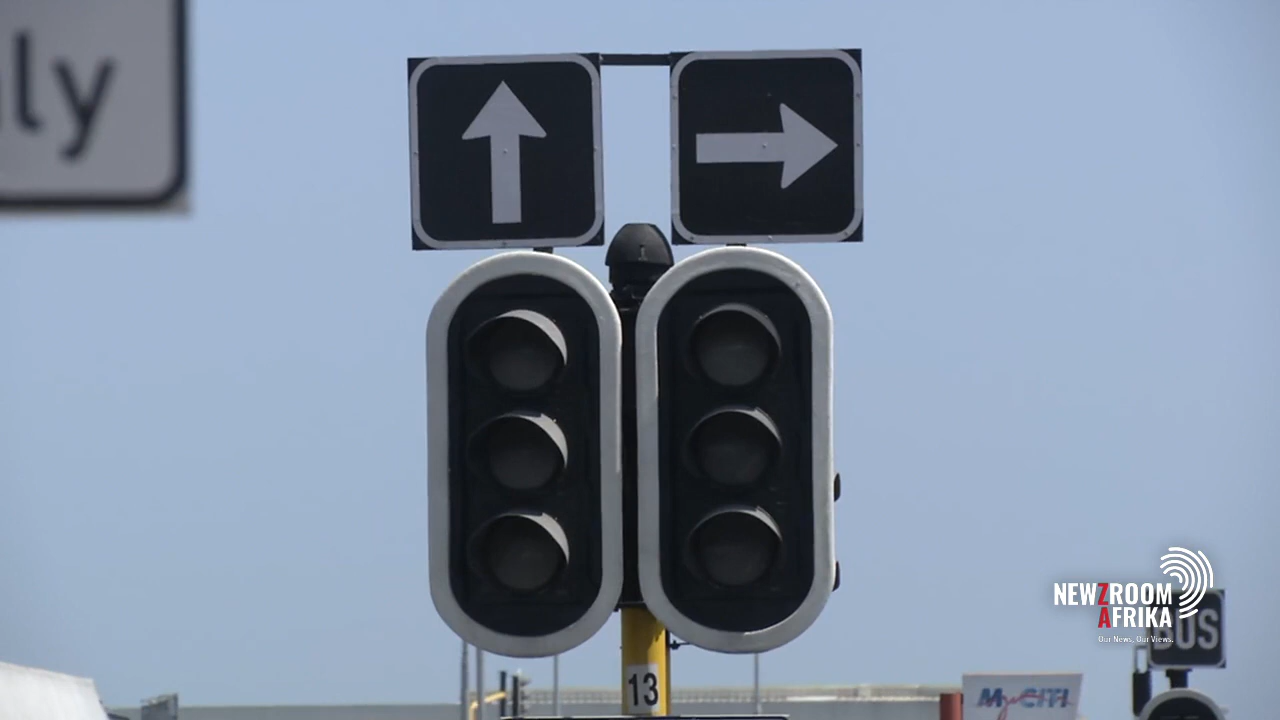 ly
NEWZROOM
AFRIKA
Our News. Our Views.
BUS
13
MyCITI